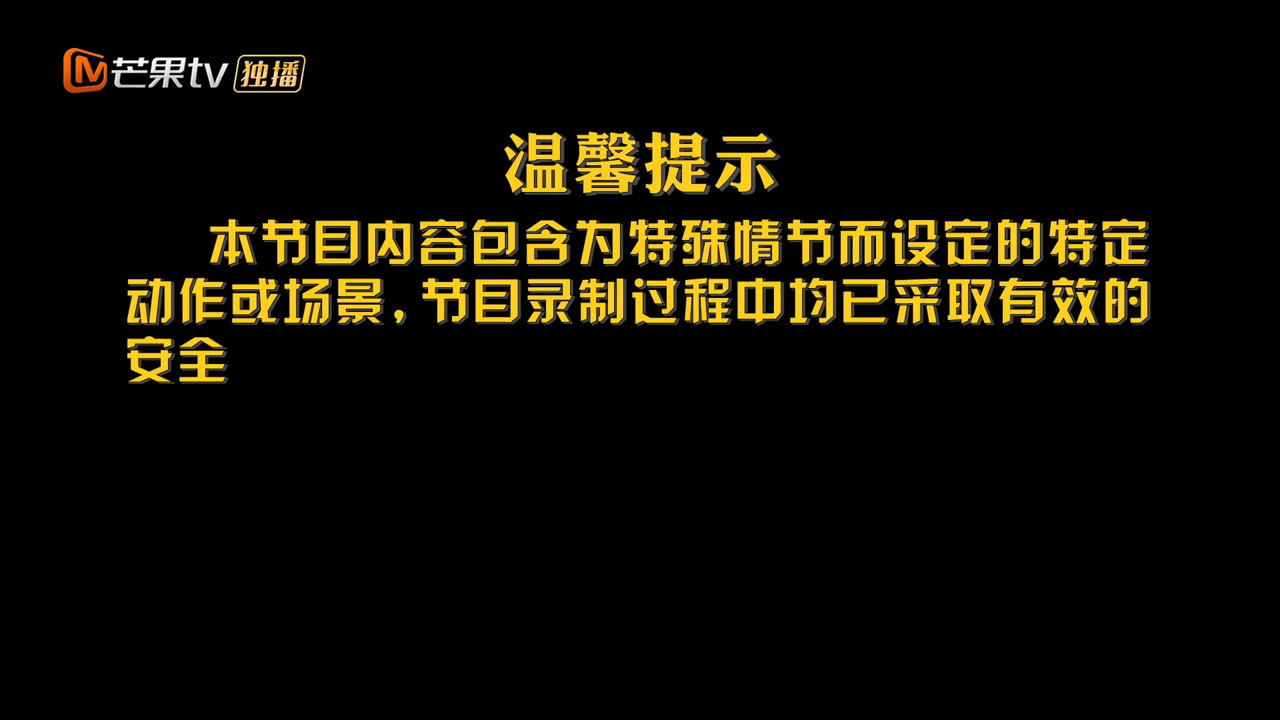 芒果tv 独播
温馨提示
本节目内容包含为特殊情节而设定的特定
动作或场景,节目录制过程中均已采取有效的
安全